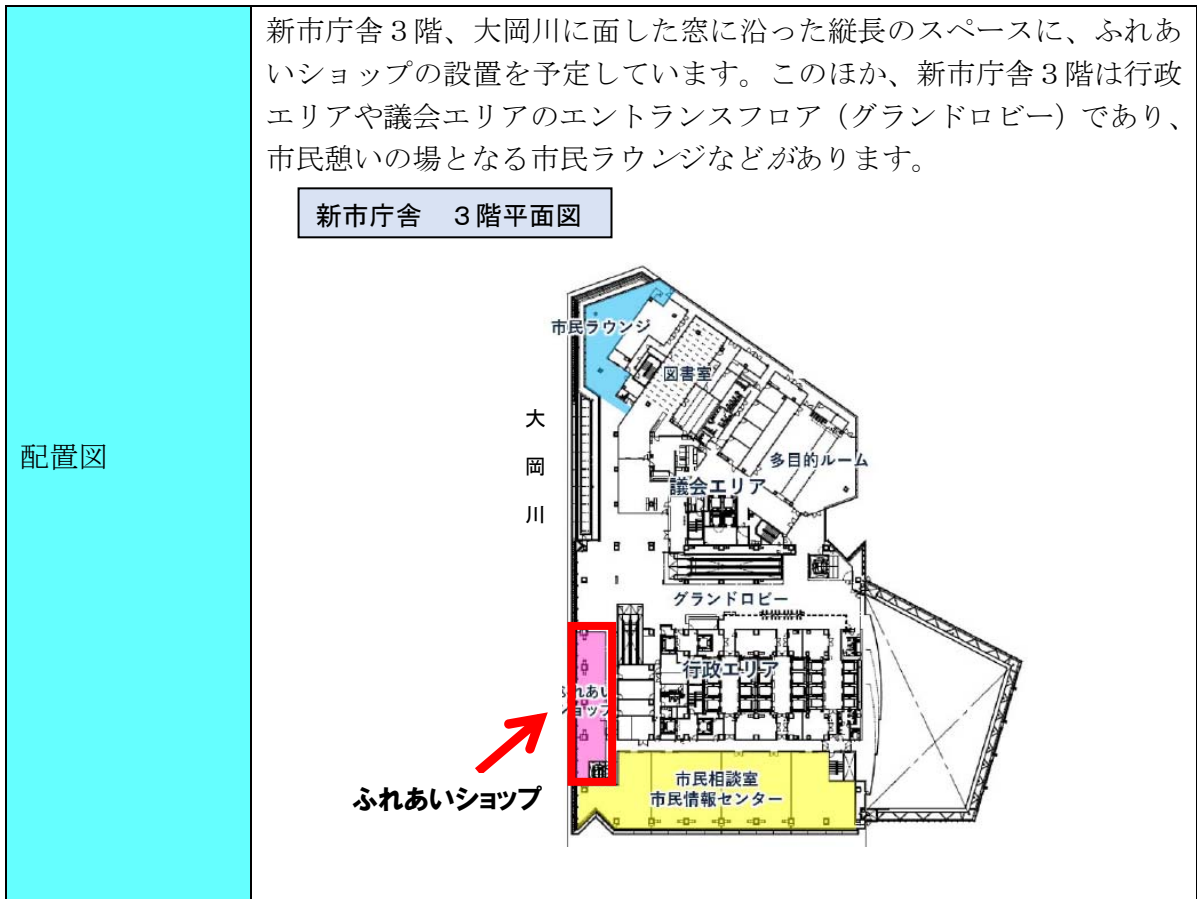 配置図
新市庁舎３階、大岡川に面した窓に沿った縦長のスペースに、ふれあ
いショップの設置を予定しています。このほか、新市庁舎３階は行政
エリアや議会エリアのエントランスフロア（グランドロビー）であり、
市民憩いの場となる市民ラウンジなどがあります。
新市庁舎　３階平面図
市民ラウンジ
図書室
大
岡
川
多目的ルーム
議会エリア
グランドロビー
行政エリア
ふれあい
ショップ
ふれあいショップ
市民相談室
市民情報センター